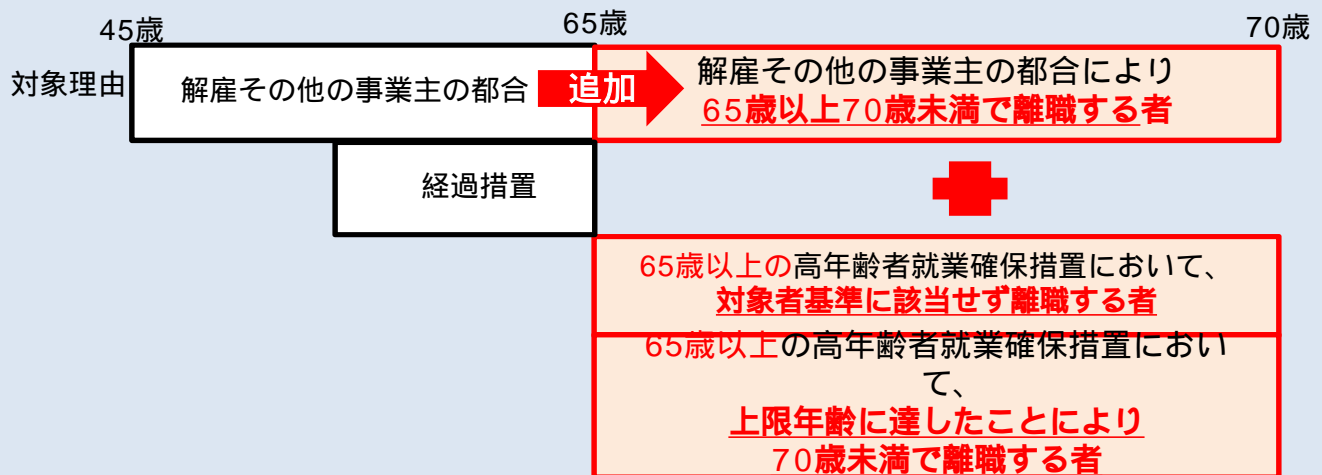 45歳
65歳
70歳
対象理由
解雇その他の事業主の都合
追加
解雇その他の事業主の都合により
65歳以上70歳未満で離職する者
経過措置
65歳以上の高年齢者就業確保措置において、
対象者基準に該当せず離職する者
65歳以上の高年齢者就業確保措置におい
て、
上限年齢に達したことにより
70歳未満で離職する者